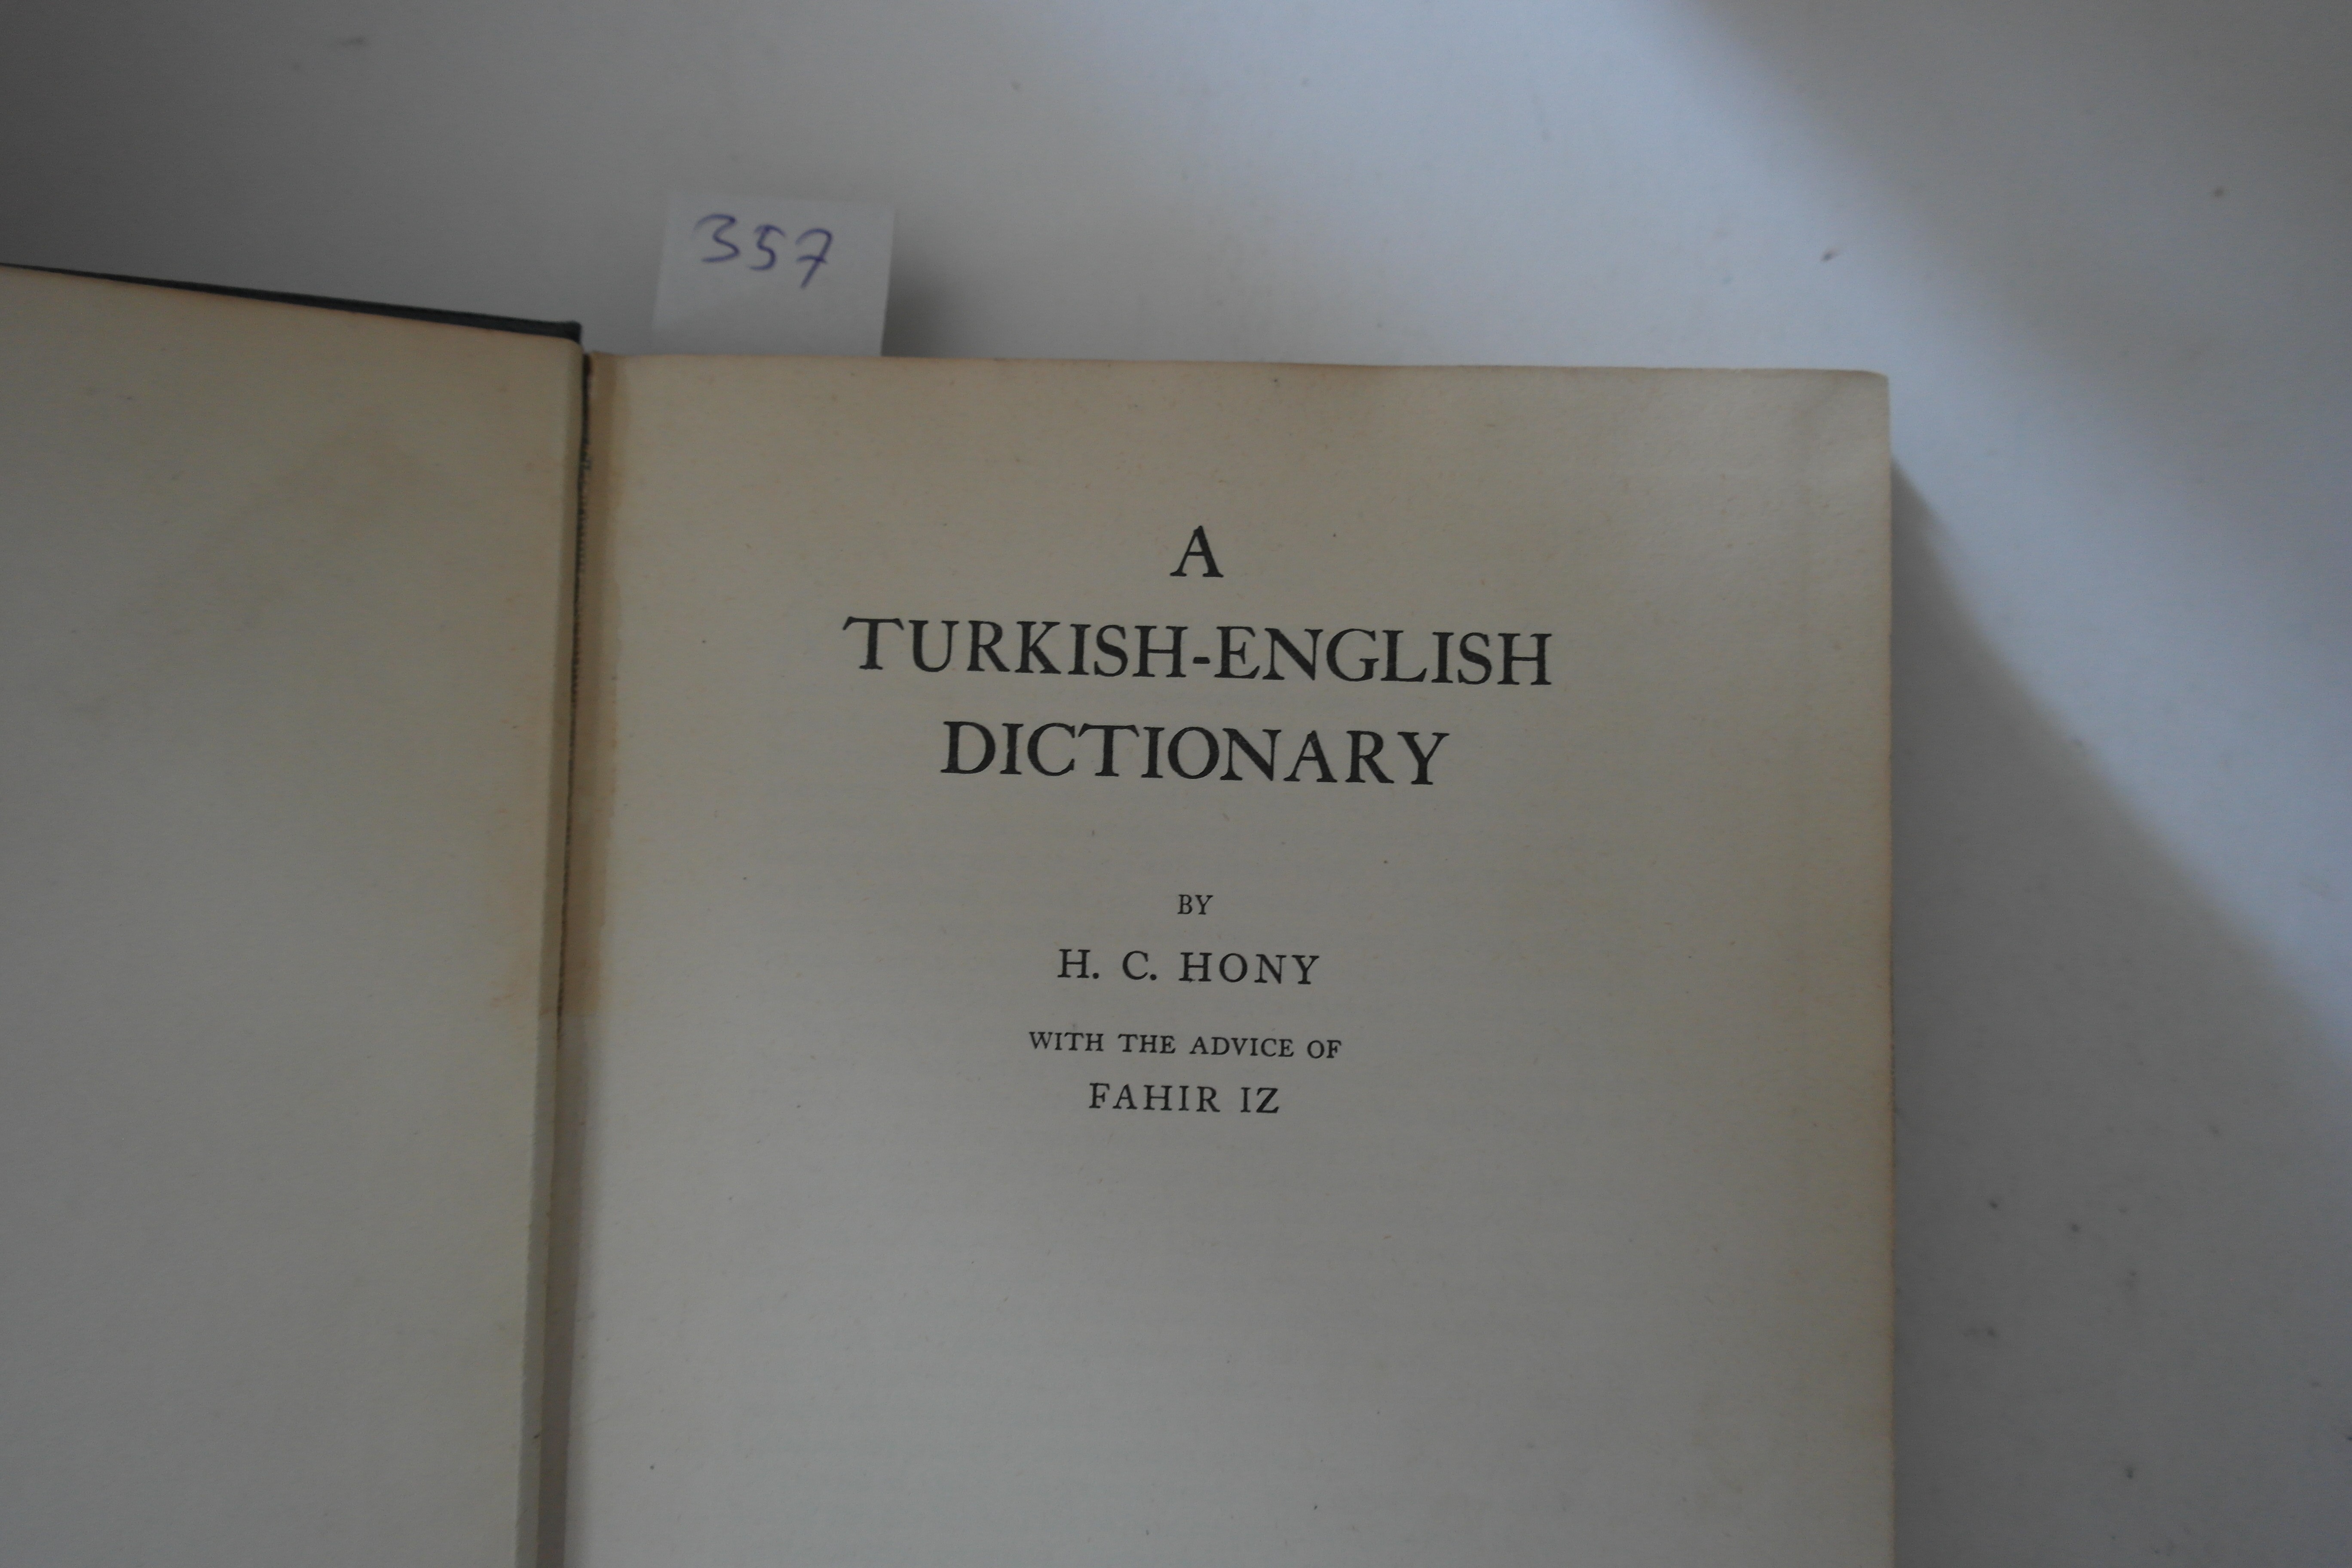 357
A
TURKISH-ENGLISH
DICTIONARY
BY
H. C. HONY
WITH THE ADVICE OF
FAHIR IZ